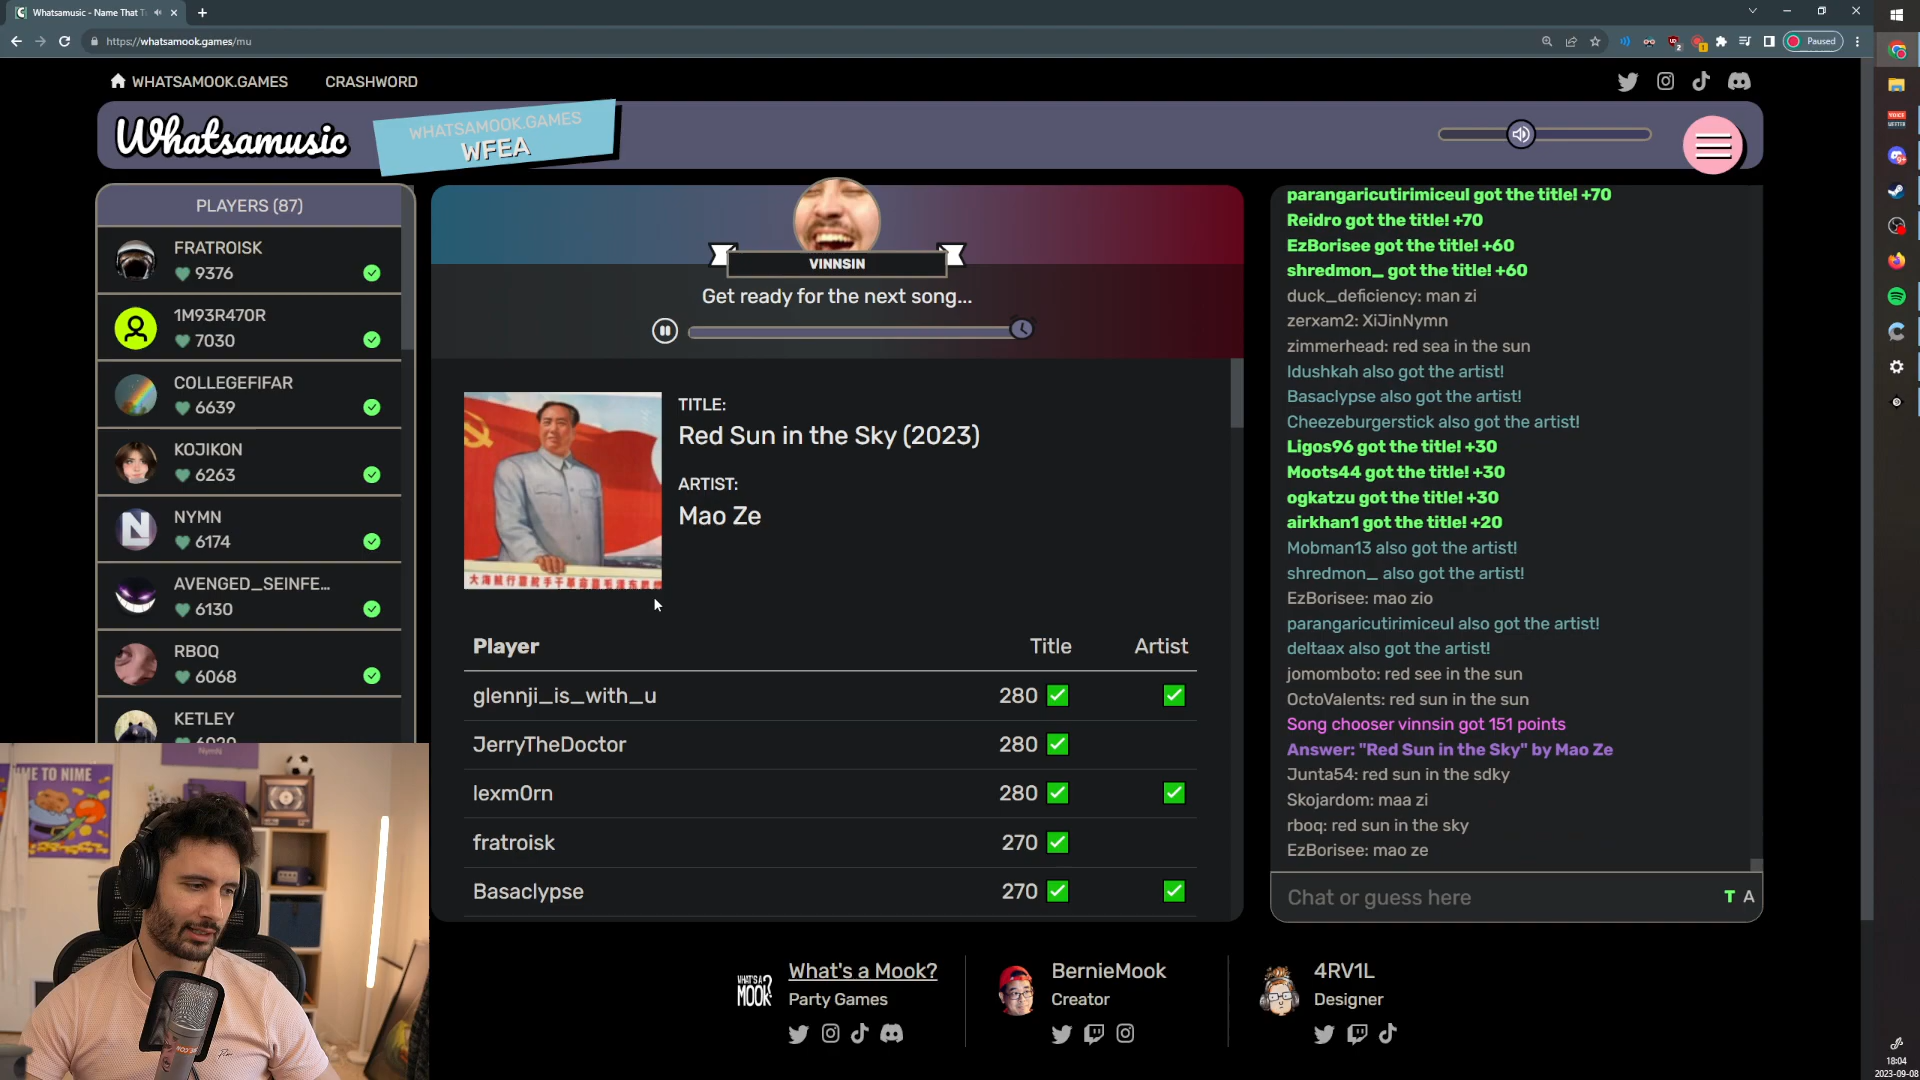 Whatsamusic - Name That T
https://whatsamook.games/mu
Paused
WHATSAMOOK.GAMES
CRASHWORD
Whatsamusic
WHATSAMOOK.GAMES
WFEA
PLAYERS (87)
FRATROISK
9376
1M93R470R
7030
COLLEGEFIFAR
6639
KOJIKON
6263
NYMN
6174
AVENGED_SEINFE...
6130
RBOQ
6068
KETLEY
VINNSIN
Get ready for the next song...
TITLE:
Red Sun in the Sky (2023)
ARTIST:
Mao Ze
Player Title Artist
glennji_is_with_u 280
JerryTheDoctor 280
lexm0rn 280
fratroisk 270
Basaclypse 270
parangaricutirimiceul got the title! +70
Reidro got the title! +70
EzBorisee got the title! +60
shredmon_ got the title! +60
duck_deficiency: man zi
zerxam2: XiJinNymn
zimmerhead: red sea in the sun
Idushkah also got the artist!
Basaclypse also got the artist!
Cheezeburgerstick also got the artist!
Ligos96 got the title! +30
Moots44 got the title! +30
ogkatzu got the title! +30
airkhan1 got the title! +20
Mobman13 also got the artist!
shredmon_ also got the artist!
EzBorisee: mao zio
parangaricutirimiceul also got the artist!
deltaax also got the artist!
jomomboto: red see in the sun
OctoValents: red sun in the sun
Song chooser vinnsin got 151 points
Answer: "Red Sun in the Sky" by Mao Ze
Junta54: red sun in the sdky
Skojardom: maa zi
rboq: red sun in the sky
EzBorisee: mao ze
Chat or guess here
T A
WHAT'S A MOOK?
What's a Mook?
Party Games
BernieMook
Creator
4RV1L
Designer
18:04
2023-09-08